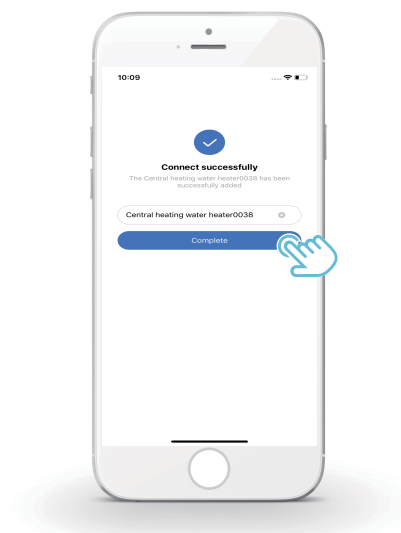 10:09
Connect successfully
The Central heating water heater0038 has been
successfully added
Central heating water heater0038
Complete